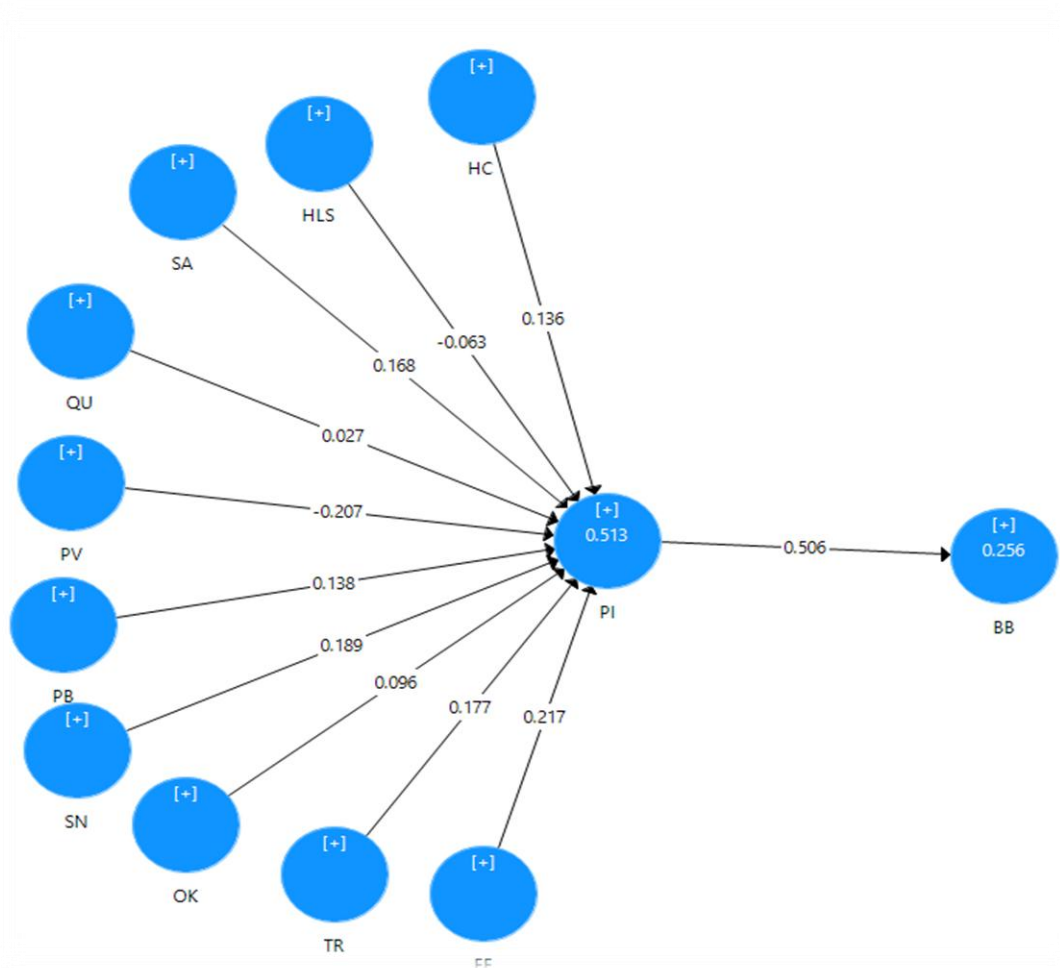 [+]
HC
[+]
HLS
[+]
SA
[+]
QU
[+]
PV
[+]
PB
[+]
SN
[+]
OK
[+]
TR
[+]
0.136
-0.063
0.168
0.027
-0.207
0.138
0.189
0.096
0.177
0.217
[+]
0.513
PI
0.506
[+]
0.256
BB